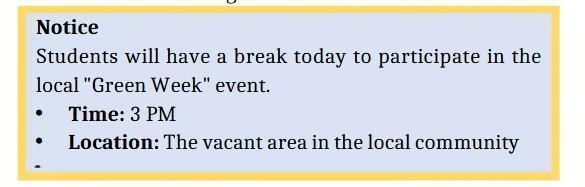 Notice
Students will have a break today to participate in the
local "Green Week" event.
• Time: 3 PM
• Location: The vacant area in the local community